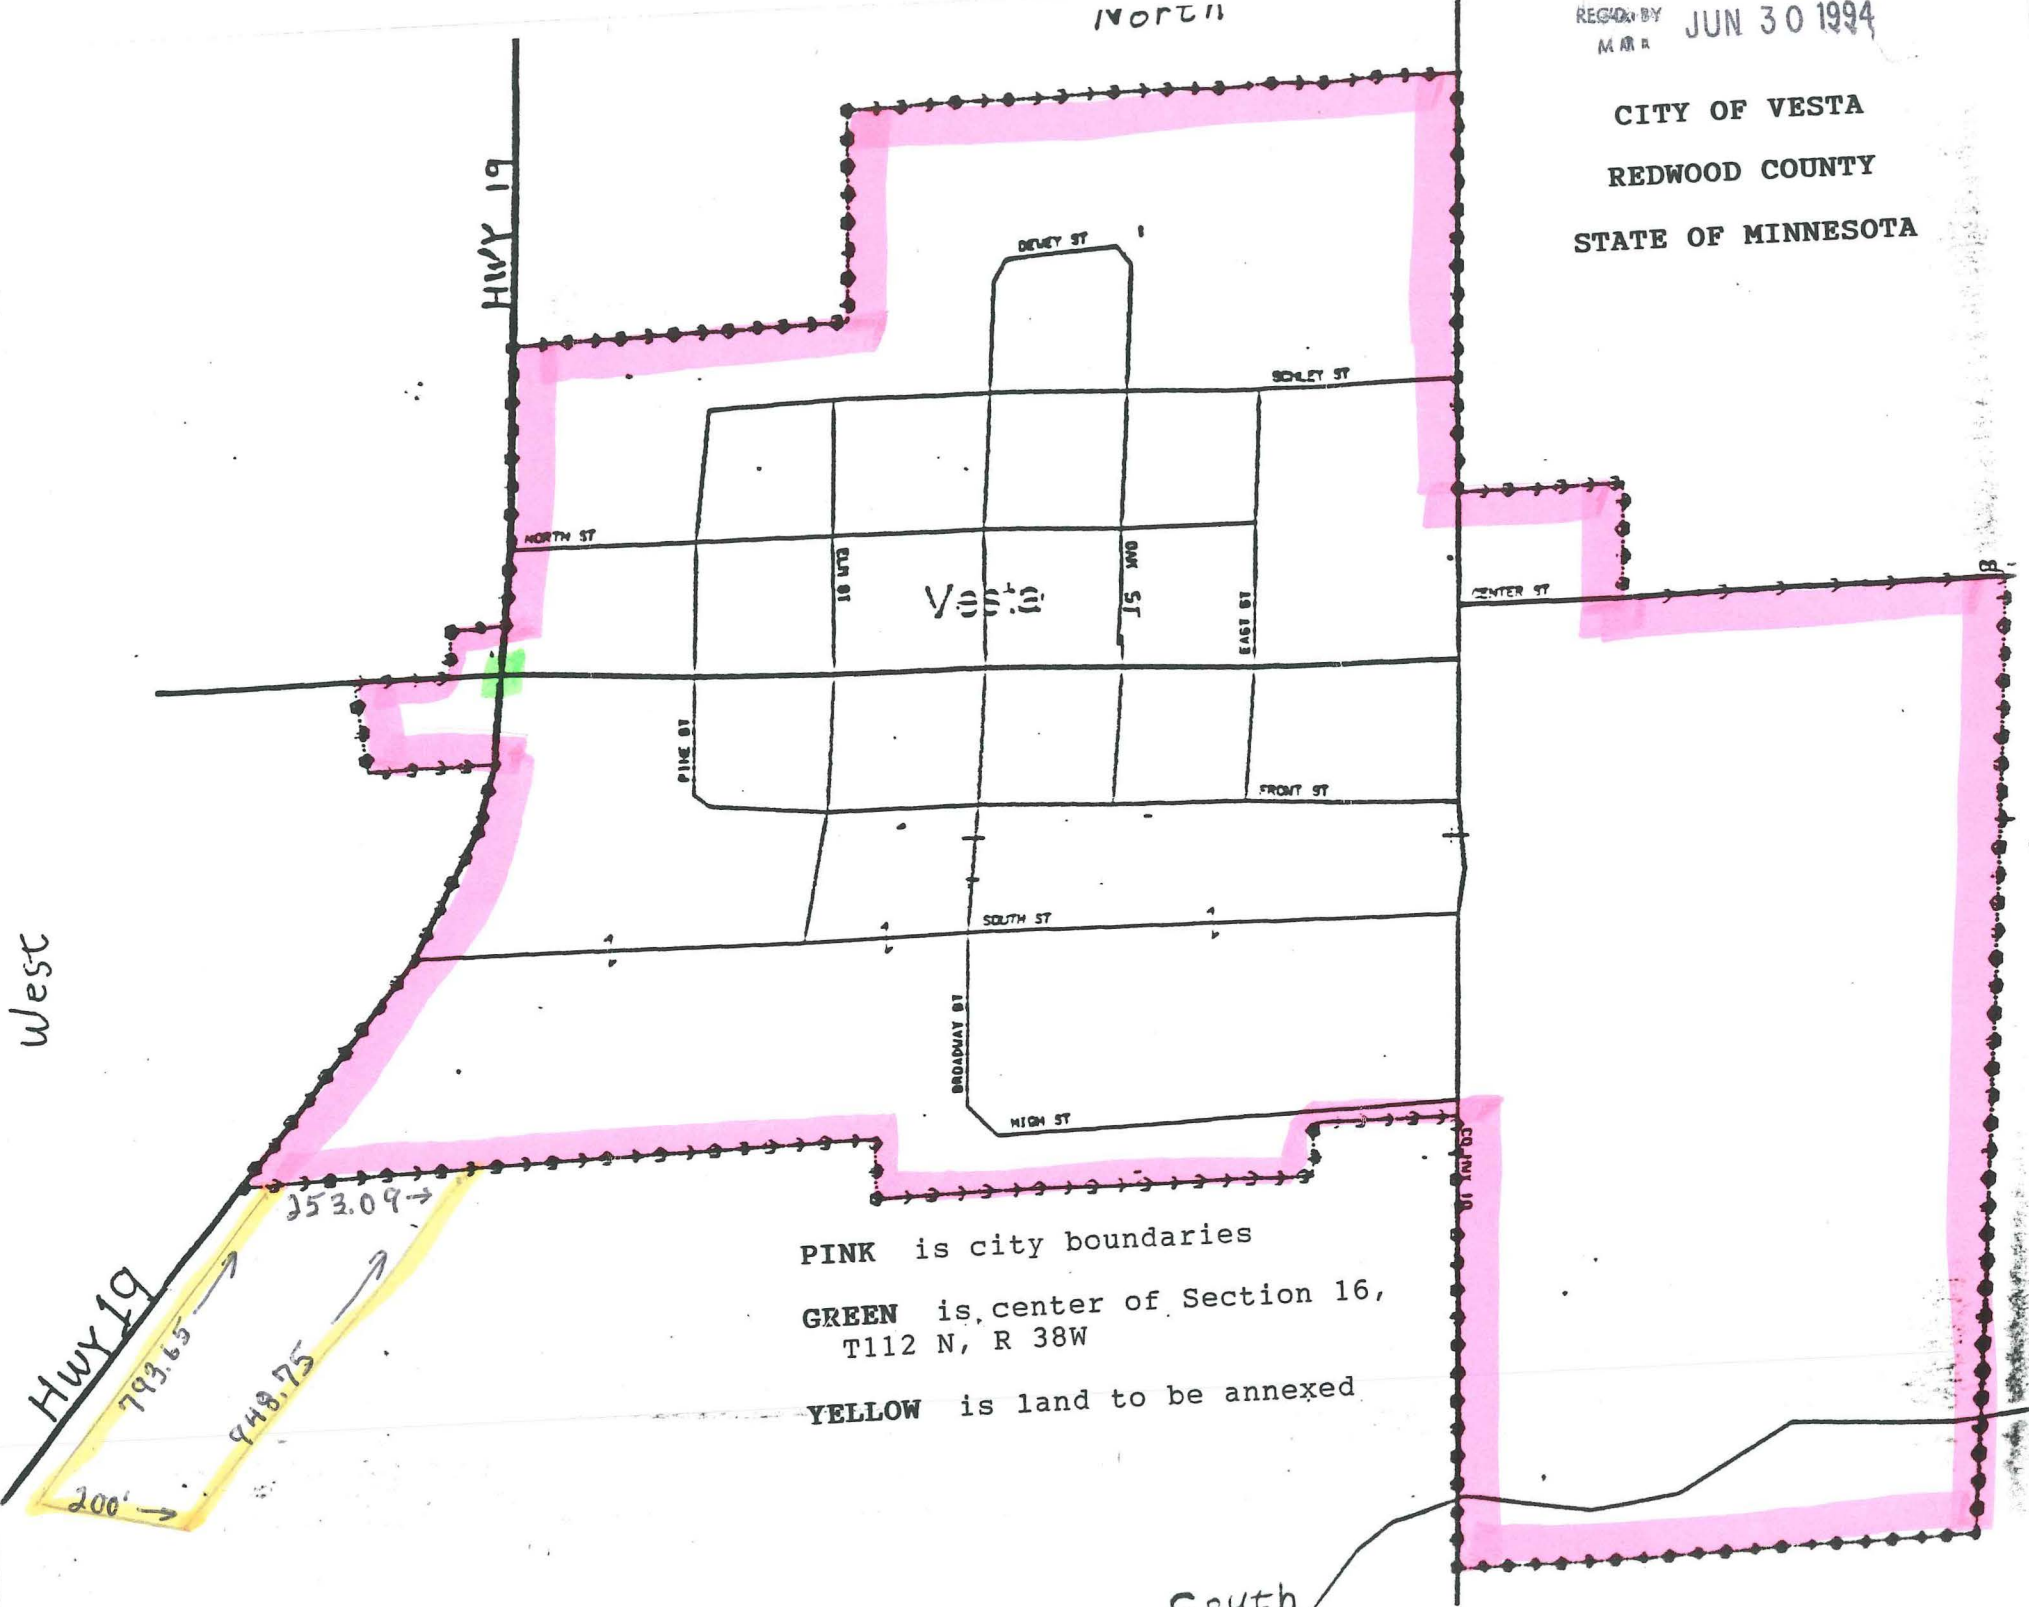 North
REC'D. BY
JUN 30 1994
CITY OF VESTA
REDWOOD COUNTY
STATE OF MINNESOTA
HWY 19
DEWEY ST
SCHLEY ST
NORTH ST
ELM ST
OAK ST
Vesta
EAST ST
CENTER ST
PINE ST
FRONT ST
SOUTH ST
West
BROADWAY ST
HIGH ST
253.09→
HWY 19
793.65
948.75
200' →
PINK is city boundaries
GREEN is center of Section 16,
T112 N, R 38W
YELLOW is land to be annexed
South